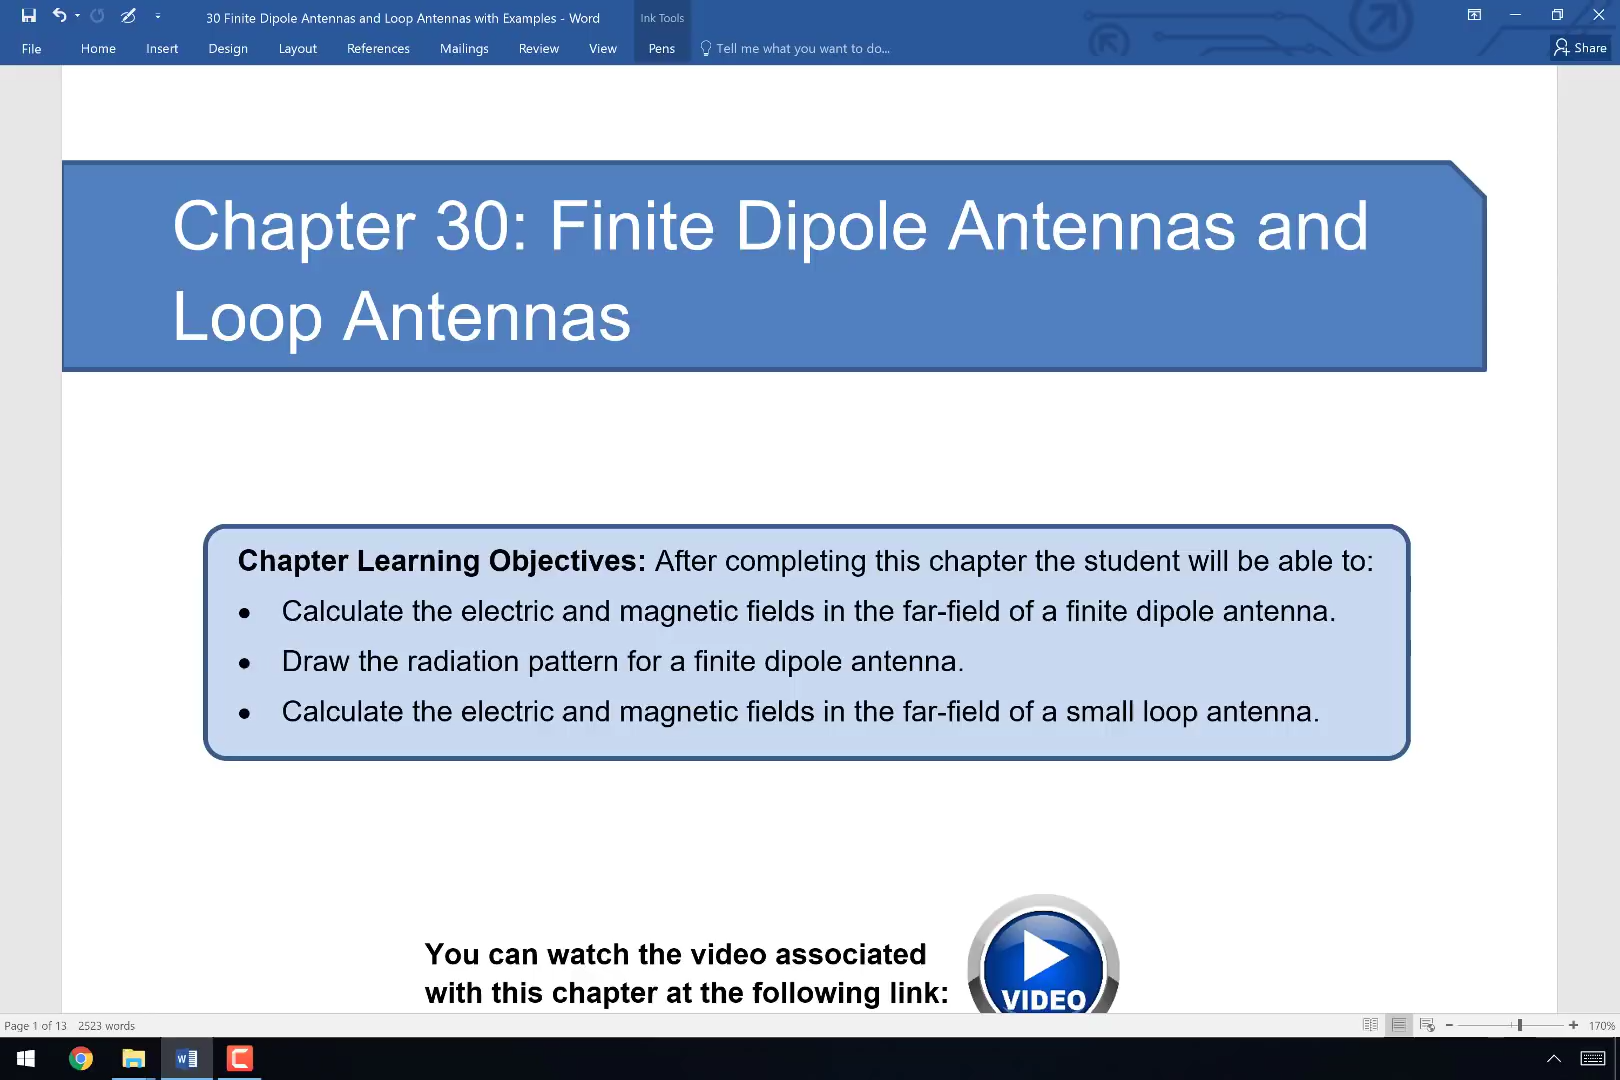 30 Finite Dipole Antennas and Loop Antennas with Examples - Word
Ink Tools
File
Home
Insert
Design
Layout
References
Mailings
Review
View
Pens
Tell me what you want to do...
Share
Chapter 30: Finite Dipole Antennas and
Loop Antennas
Chapter Learning Objectives: After completing this chapter the student will be able to:
• Calculate the electric and magnetic fields in the far-field of a finite dipole antenna.
• Draw the radiation pattern for a finite dipole antenna.
• Calculate the electric and magnetic fields in the far-field of a small loop antenna.
You can watch the video associated
with this chapter at the following link:
VIDEO
Page 1 of 13
2523 words
170%